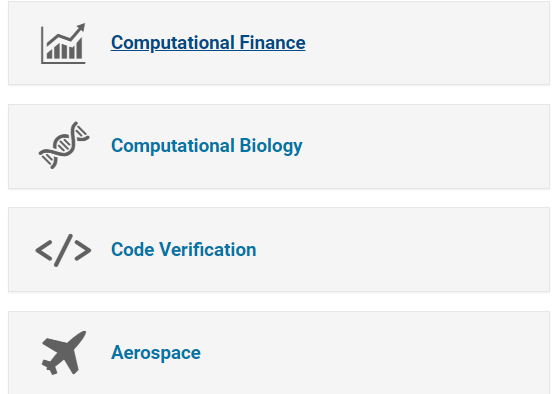 Computational Finance
Computational Biology
Code Verification
Aerospace